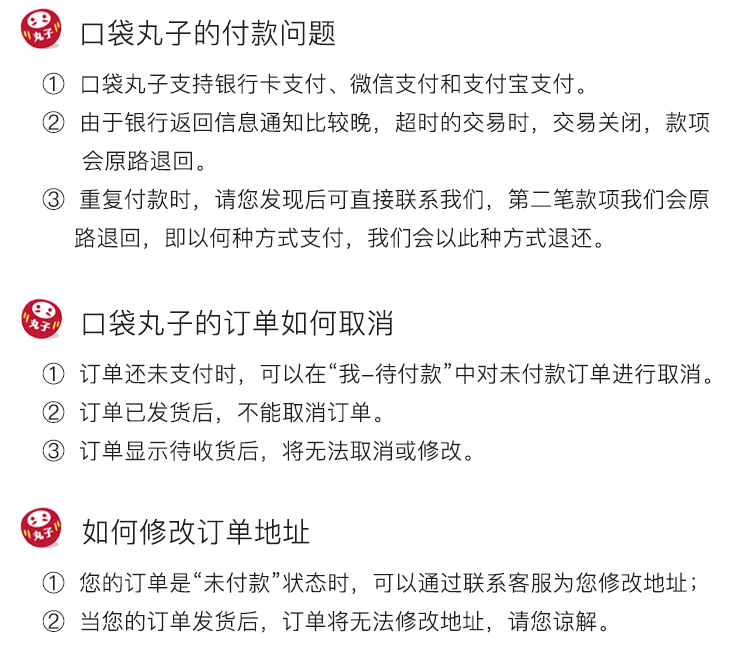 丸子 口袋丸子的付款问题
① 口袋丸子支持银行卡支付、微信支付和支付宝支付。
② 由于银行返回信息通知比较晚，超时的交易时，交易关闭，款项
会原路退回。
③ 重复付款时，请您发现后可直接联系我们，第二笔款项我们会原
路退回，即以何种方式支付，我们会以此种方式退还。
丸子 口袋丸子的订单如何取消
① 订单还未支付时，可以在“我–待付款”中对未付款订单进行取消。
② 订单已发货后，不能取消订单。
③ 订单显示待收货后，将无法取消或修改。
丸子 如何修改订单地址
① 您的订单是“未付款”状态时，可以通过联系客服为您修改地址；
② 当您的订单发货后，订单将无法修改地址，请您谅解。